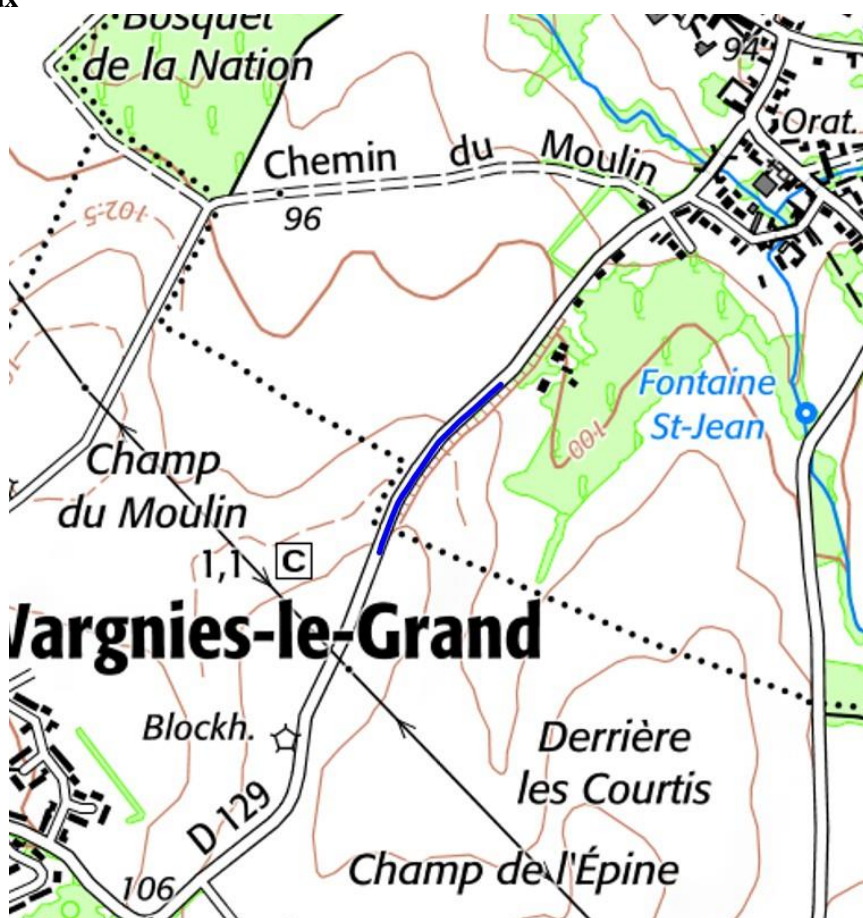 Bosquet
de la Nation
94
Orat.
Chemin du Moulin
102.5
96
Fontaine
St-Jean
100
Champ
du Moulin
1,1 C
Wargnies-le-Grand
Blockh.
Derrière
les Courtis
D 129
Champ de l'Épine
106